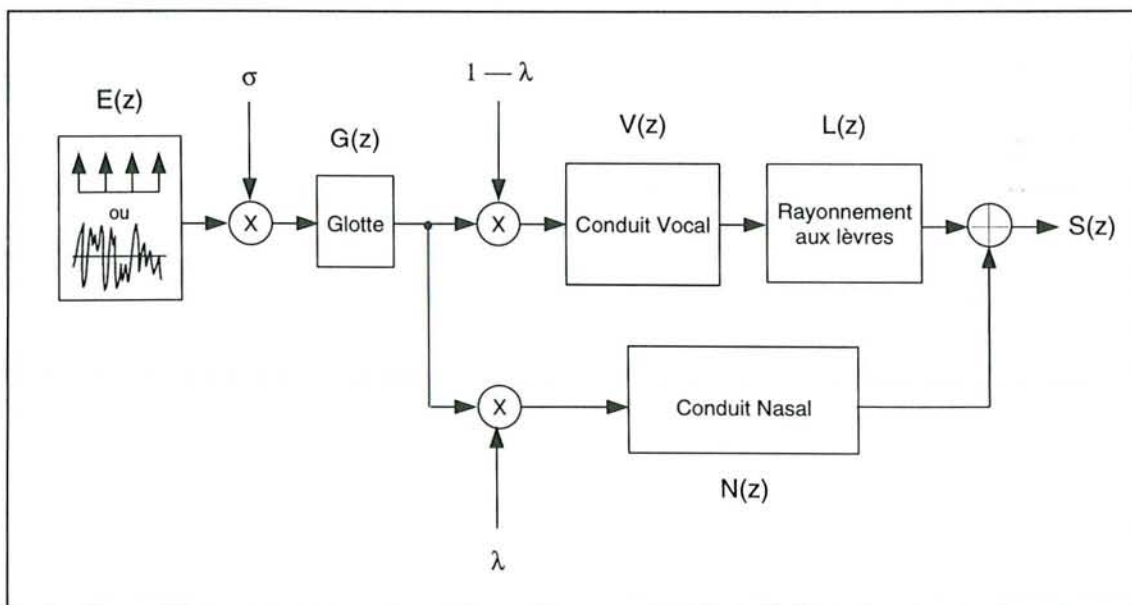 σ
1 — λ
E(z)
G(z)
V(z)
L(z)
ou
X
Glotte
X
Conduit Vocal
Rayonnement
aux lèvres
S(z)
X
Conduit Nasal
N(z)
λ